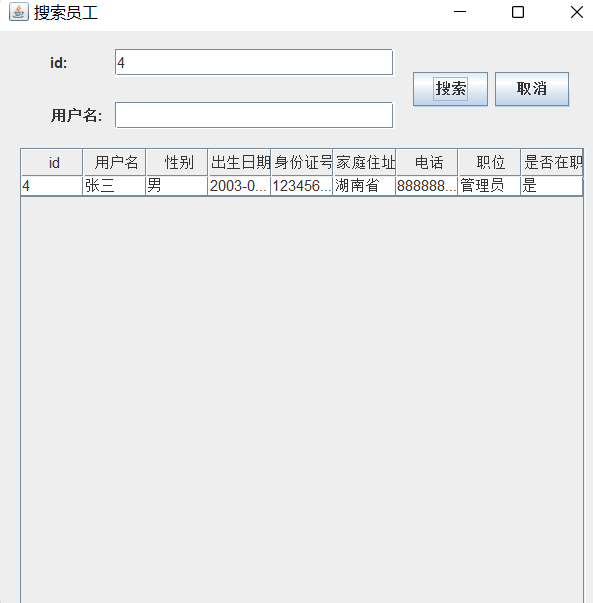 搜索员工
id: 4
搜索 取消
用户名:
id 用户名 性别 出生日期 身份证号 家庭住址 电话 职位 是否在职
4 张三 男 2003-0... 123456... 湖南省 888888... 管理员 是